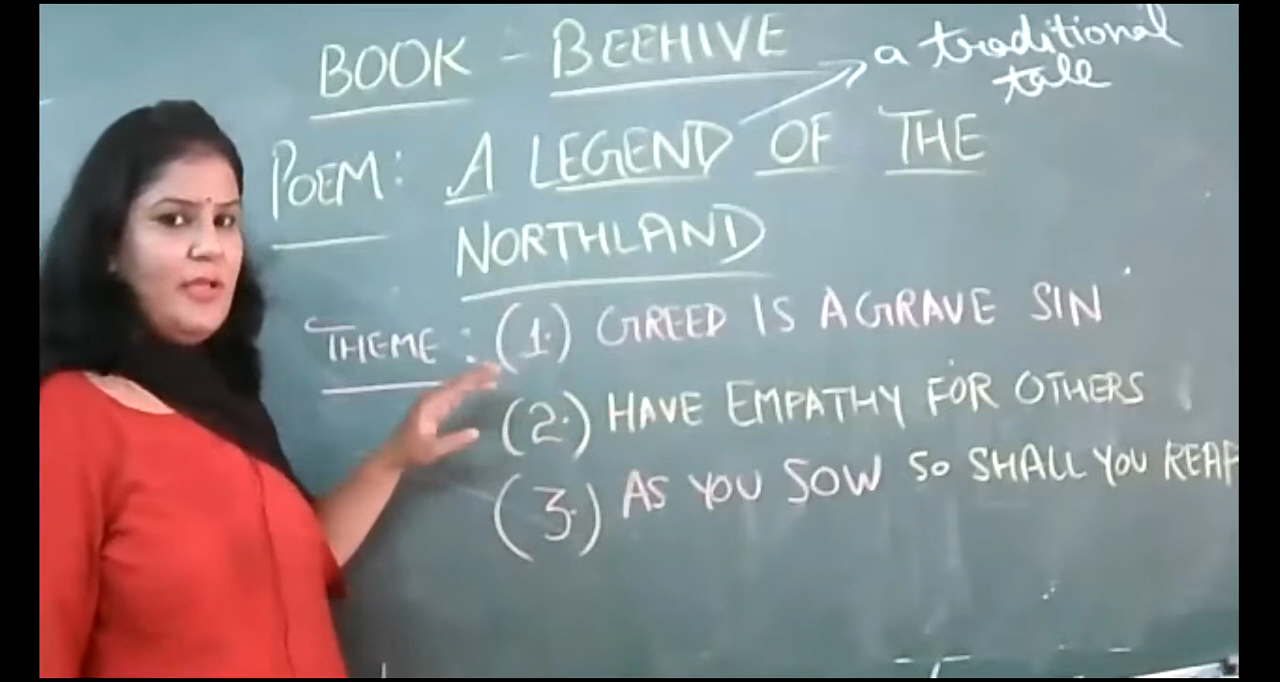 BOOK - BEEHIVE
a traditional
tale
POEM: A LEGEND OF THE
NORTHLAND
THEME: (1.) GREED IS A GRAVE SIN
(2.) HAVE EMPATHY FOR OTHERS
(3.) AS YOU SOW SO SHALL YOU REAP